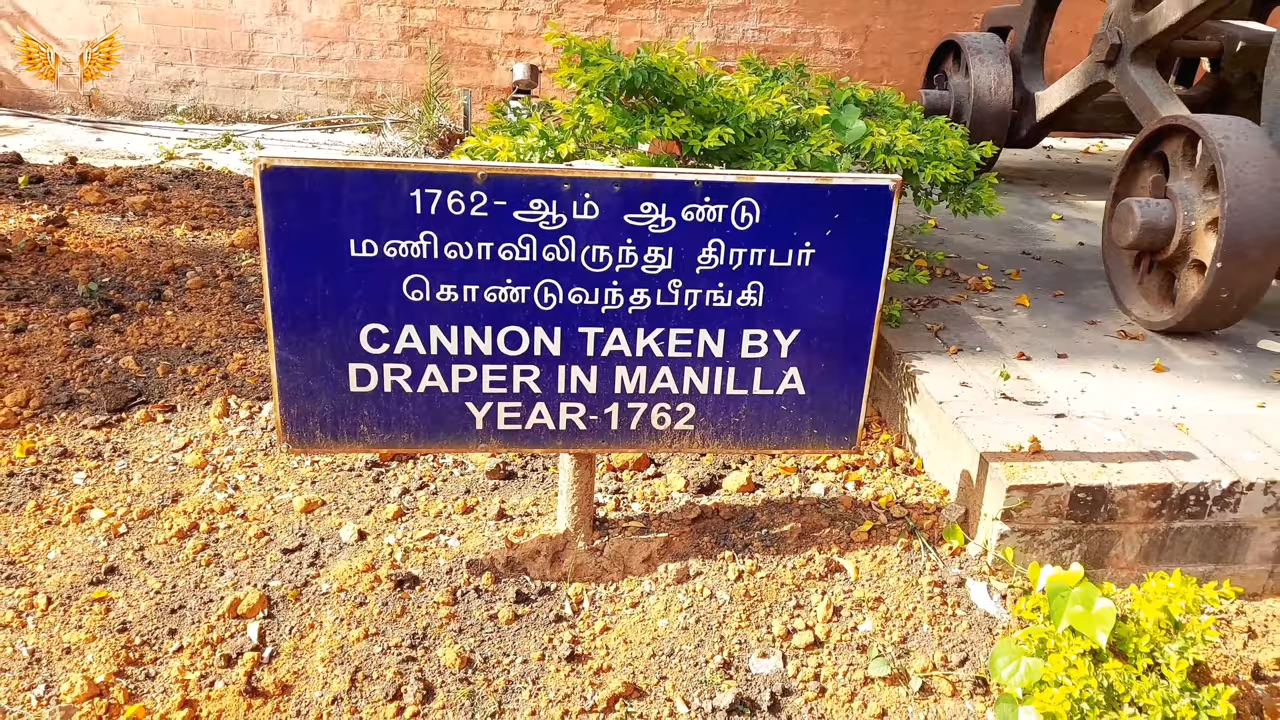 1762-ஆம் ஆண்டு
மணிலாவிலிருந்து திராபர்
கொண்டுவந்தபீரங்கி
CANNON TAKEN BY
DRAPER IN MANILLA
YEAR-1762